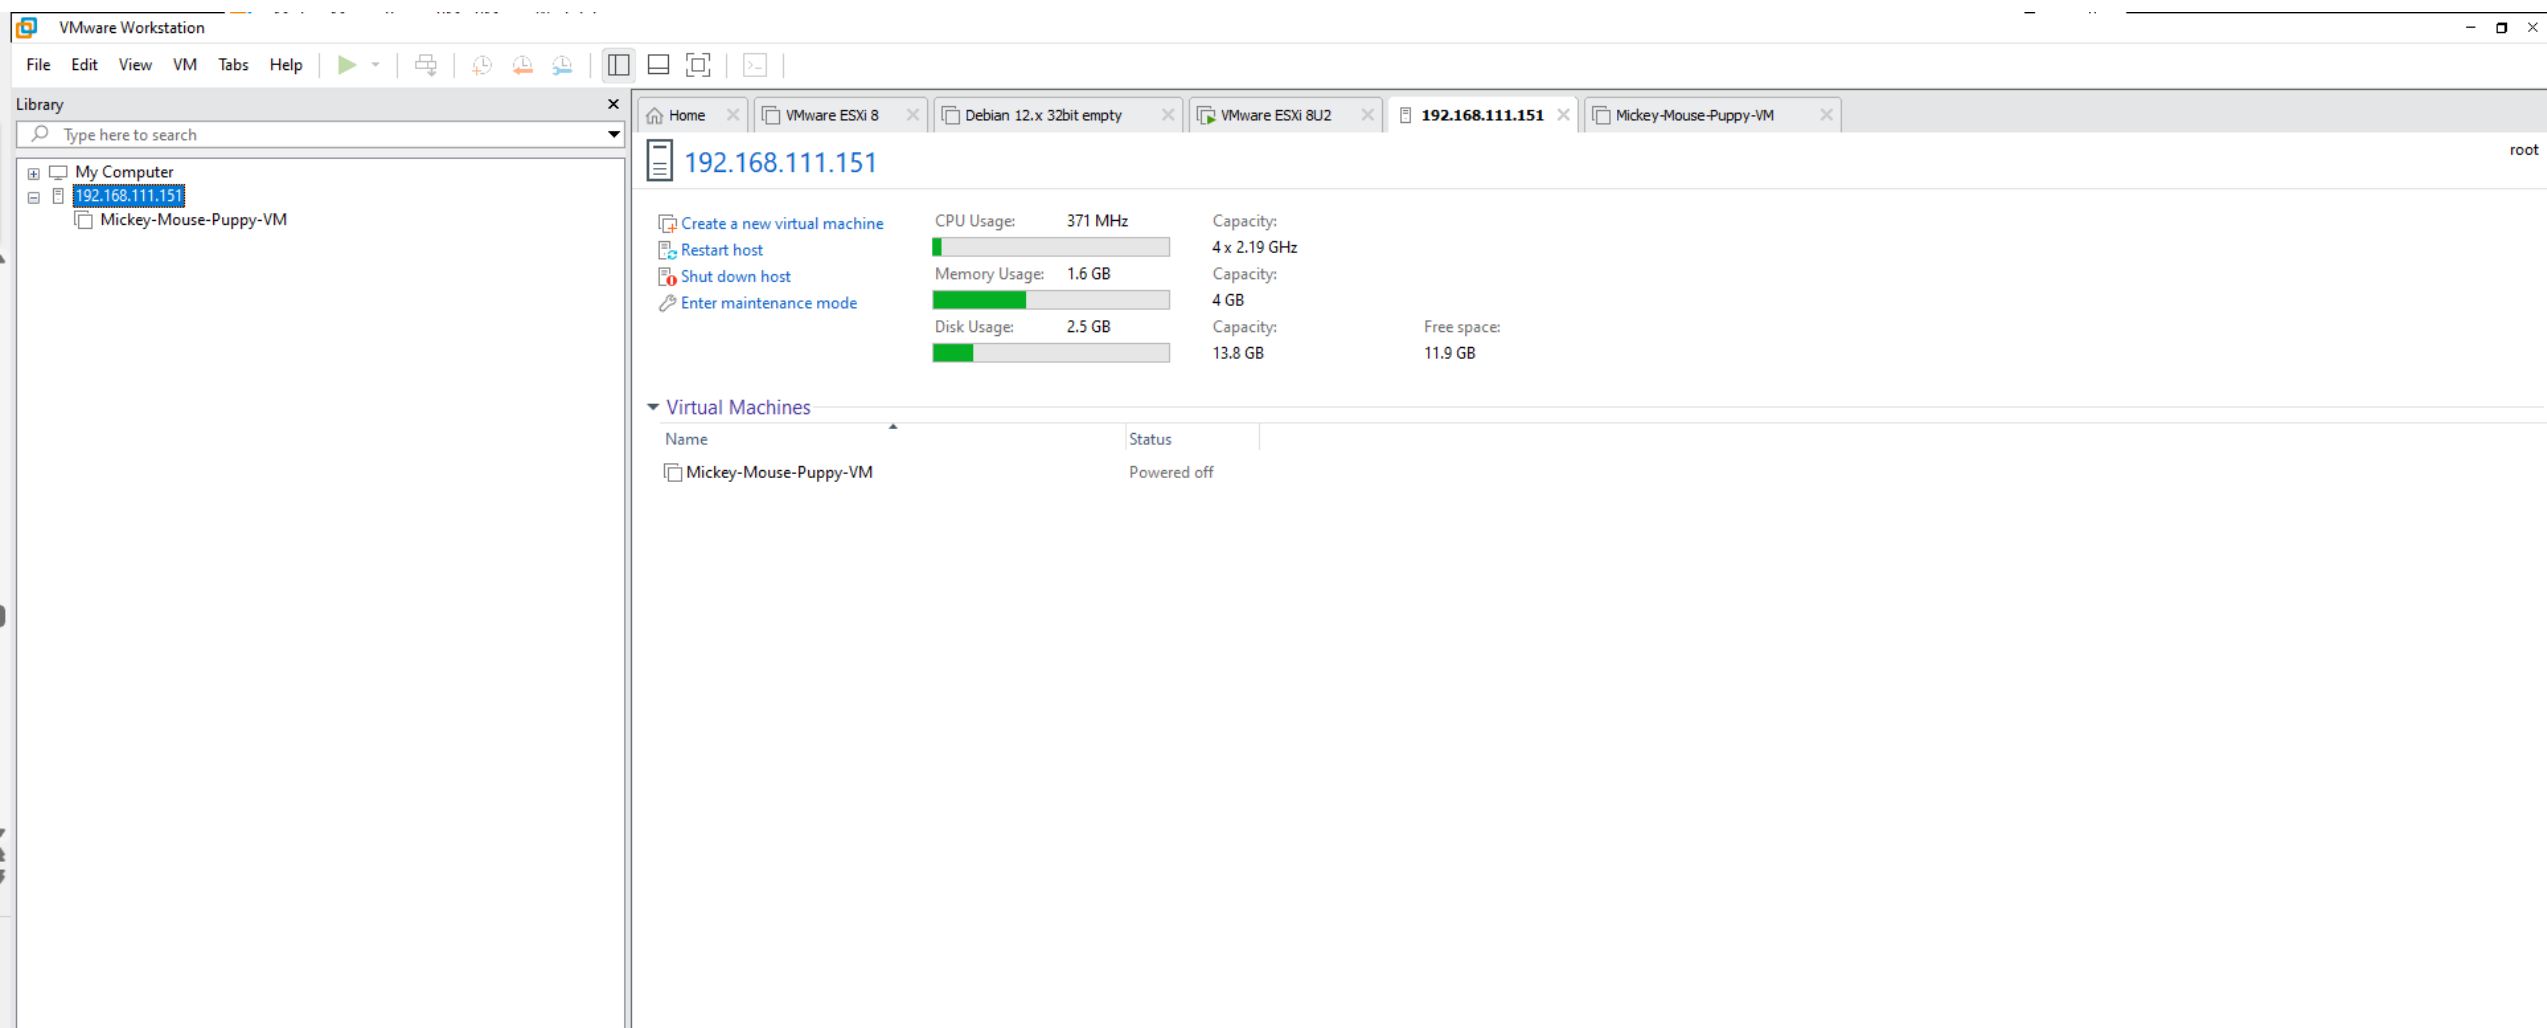 VMware Workstation
File Edit View VM Tabs Help
Library
Type here to search
My Computer
192.168.111.151
Mickey-Mouse-Puppy-VM
Home VMware ESXi 8 Debian 12.x 32bit empty VMware ESXi 8U2 192.168.111.151 Mickey-Mouse-Puppy-VM
192.168.111.151
root
Create a new virtual machine
Restart host
Shut down host
Enter maintenance mode
CPU Usage: 371 MHz Capacity:
4 x 2.19 GHz
Memory Usage: 1.6 GB Capacity:
4 GB
Disk Usage: 2.5 GB Capacity: Free space:
13.8 GB 11.9 GB
Virtual Machines
Name Status
Mickey-Mouse-Puppy-VM Powered off